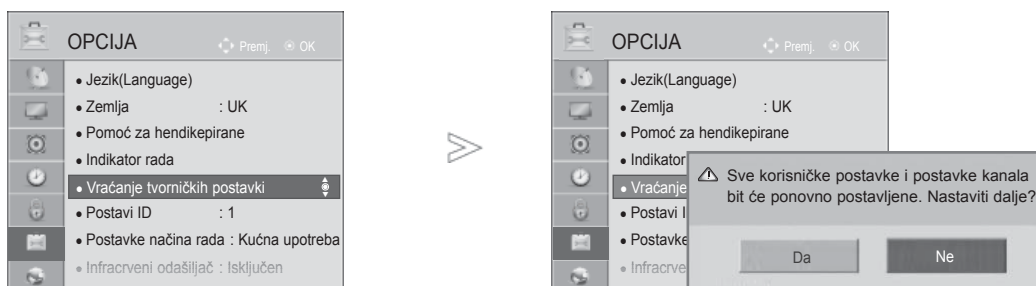 OPCIJA
Premj. OK
• Jezik(Language)
• Zemlja : UK
• Pomoć za hendikepirane
• Indikator rada
• Vraćanje tvorničkih postavki
• Postavi ID : 1
• Postavke načina rada : Kućna upotreba
• Infracrveni odašiljač : Isključen
OPCIJA
Premj. OK
• Jezik(Language)
• Zemlja : UK
• Pomoć za hendikepirane
• Indikator
• Vraćanje
• Postavi I
• Postavke
• Infracrve
Sve korisničke postavke i postavke kanala
bit će ponovno postavljene. Nastaviti dalje?
Da Ne